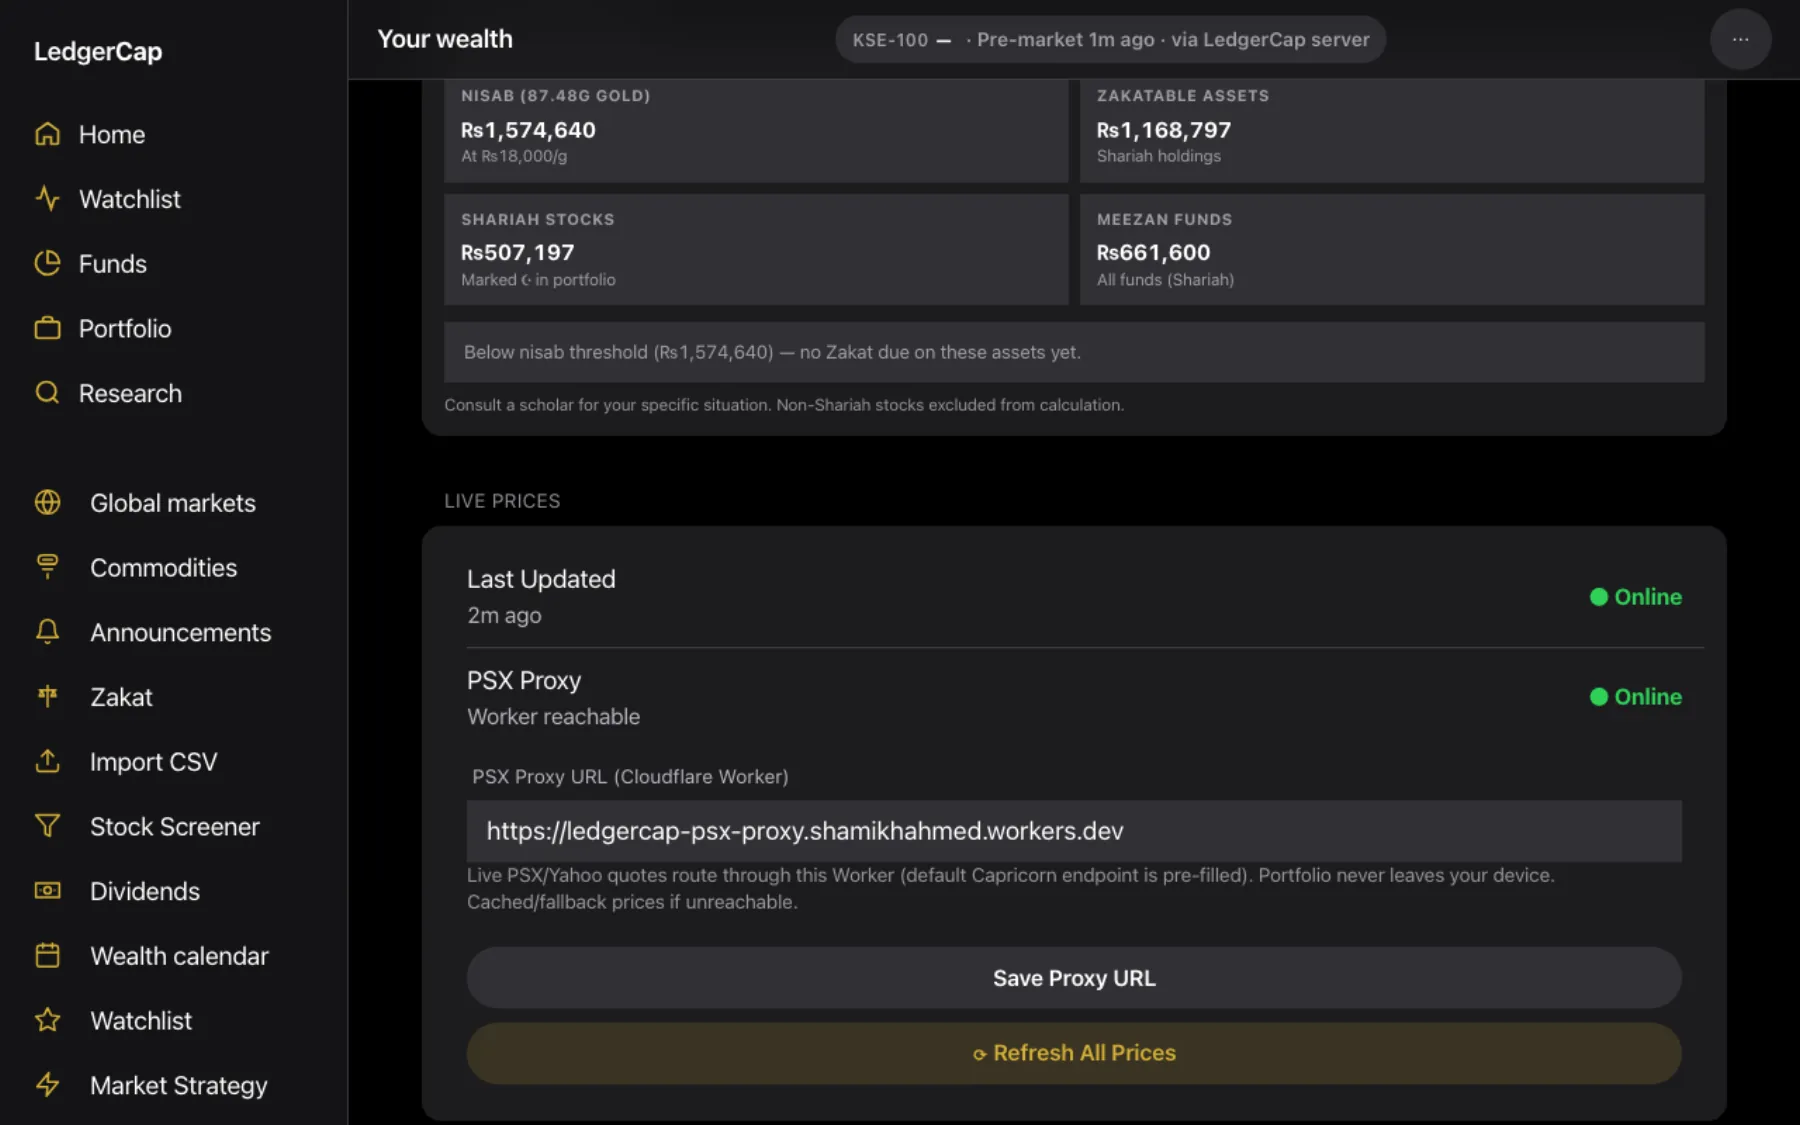 LedgerCap
Home
Watchlist
Funds
Portfolio
Research
Global markets
Commodities
Announcements
Zakat
Import CSV
Stock Screener
Dividends
Wealth calendar
Watchlist
Market Strategy
Your wealth
KSE-100 — · Pre-market 1m ago · via LedgerCap server
...
NISAB (87.48G GOLD)
₨1,574,640
At ₨18,000/g
ZAKATABLE ASSETS
₨1,168,797
Shariah holdings
SHARIAH STOCKS
₨507,197
Marked ☪ in portfolio
MEEZAN FUNDS
₨661,600
All funds (Shariah)
Below nisab threshold (₨1,574,640) — no Zakat due on these assets yet.
Consult a scholar for your specific situation. Non-Shariah stocks excluded from calculation.
LIVE PRICES
Last Updated
2m ago
Online
PSX Proxy
Worker reachable
Online
PSX Proxy URL (Cloudflare Worker)
https://ledgercap-psx-proxy.shamikhahmed.workers.dev
Live PSX/Yahoo quotes route through this Worker (default Capricorn endpoint is pre-filled). Portfolio never leaves your device.
Cached/fallback prices if unreachable.
Save Proxy URL
⟳ Refresh All Prices